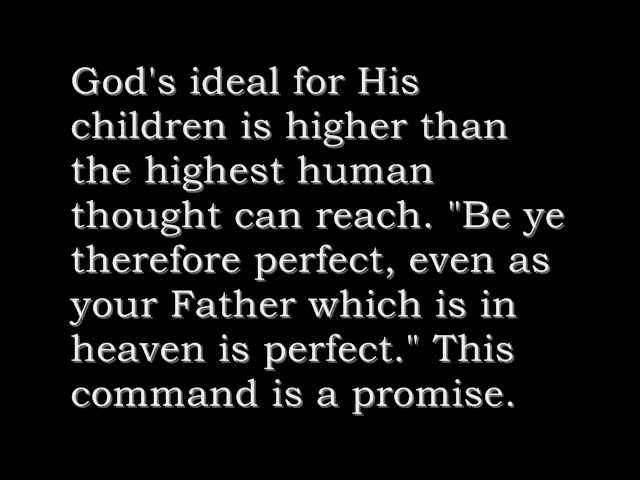 God's ideal for His
children is higher than
the highest human
thought can reach. "Be ye
therefore perfect, even as
your Father which is in
heaven is perfect." This
command is a promise.